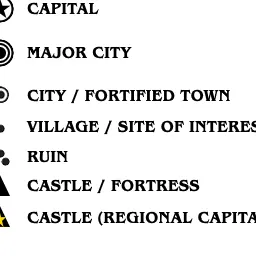 CAPITAL
MAJOR CITY
CITY / FORTIFIED TOWN
VILLAGE / SITE OF INTERES
RUIN
CASTLE / FORTRESS
CASTLE (REGIONAL CAPITA